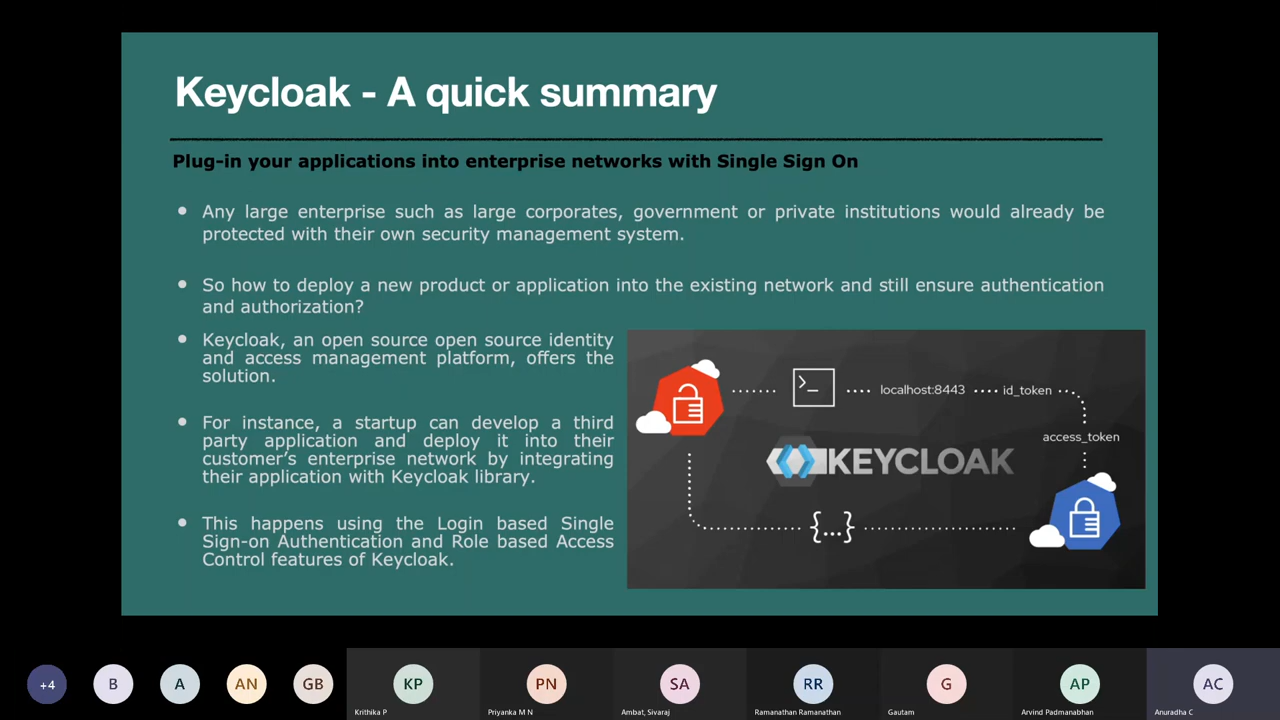 Keycloak - A quick summary
Plug-in your applications into enterprise networks with Single Sign On
• Any large enterprise such as large corporates, government or private institutions would already be
protected with their own security management system.
• So how to deploy a new product or application into the existing network and still ensure authentication
and authorization?
• Keycloak, an open source open source identity
and access management platform, offers the
solution.
• For instance, a startup can develop a third
party application and deploy it into their
customer's enterprise network by integrating
their application with Keycloak library.
• This happens using the Login based Single
Sign-on Authentication and Role based Access
Control features of Keycloak.
>_
localhost:8443
id_token
access_token
KEYCLOAK
{...}
+4
B
A
AN
GB
KP
PN
SA
RR
G
AP
AC
Krithika P
Priyanka M N
Ambat, Sivaraj
Ramanathan Ramanathan
Gautam
Arvind Padmanabhan
Anuradha C